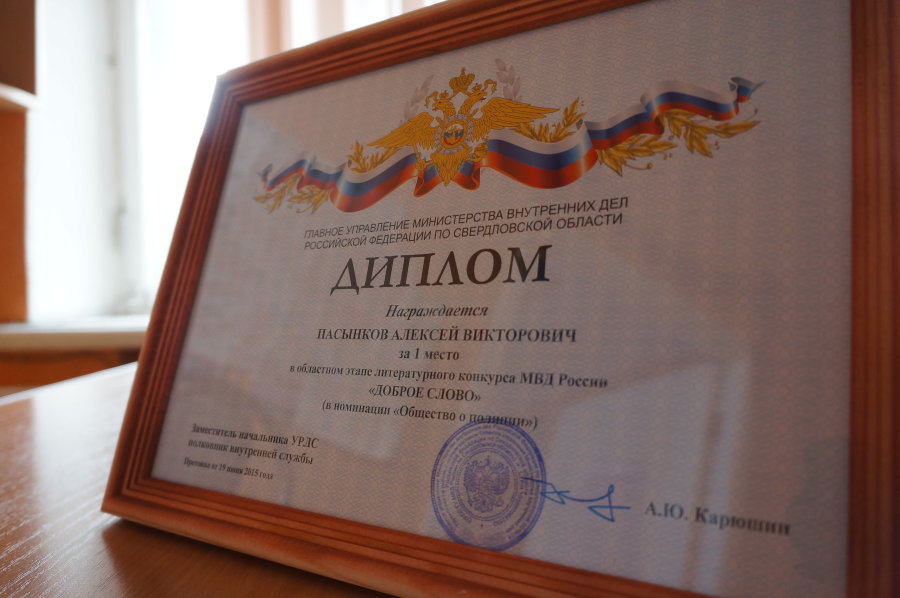 ГЛАВНОЕ УПРАВЛЕНИЕ МИНИСТЕРСТВА ВНУТРЕННИХ ДЕЛ
РОССИЙСКОЙ ФЕДЕРАЦИИ ПО СВЕРДЛОВСКОЙ ОБЛАСТИ
ДИПЛОМ
Награждается
ПАСЫНКОВ АЛЕКСЕЙ ВИКТОРОВИЧ
за 1 место
в областном этапе литературного конкурса МВД России
«ДОБРОЕ СЛОВО»
(в номинации «Общество о полиции»)
Заместитель начальника УРЛС
полковник внутренней службы
Протокол от 19 июня 2015 года
А.Ю. Карюшин